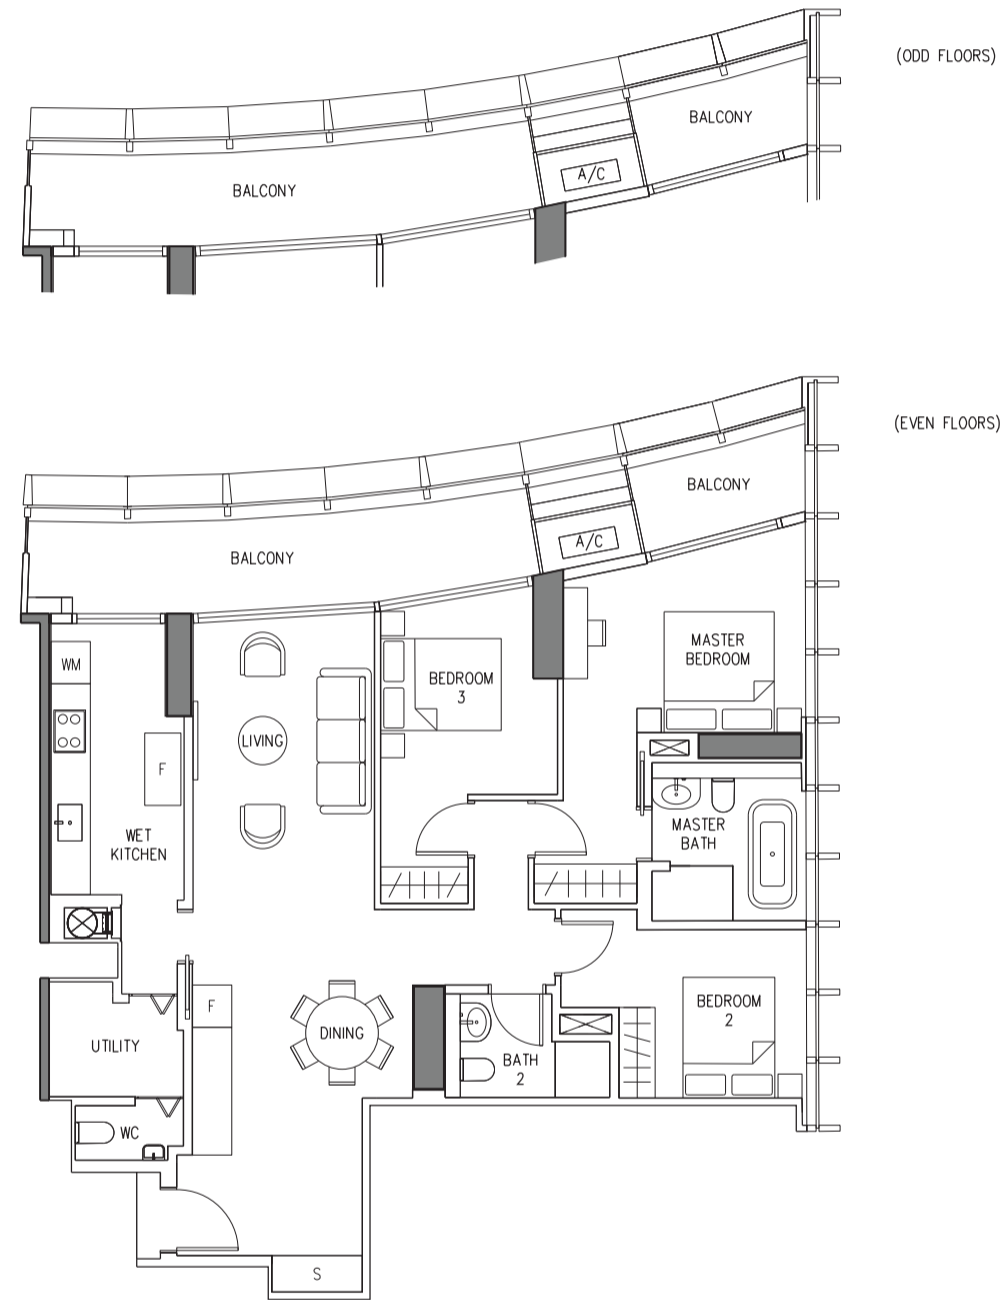 (ODD FLOORS)
BALCONY
A/C
BALCONY
(EVEN FLOORS)
BALCONY
A/C
BALCONY
WM
BEDROOM
3
MASTER
BEDROOM
LIVING
F
WET
KITCHEN
MASTER
BATH
F
DINING
BEDROOM
2
UTILITY
BATH
2
WC
S